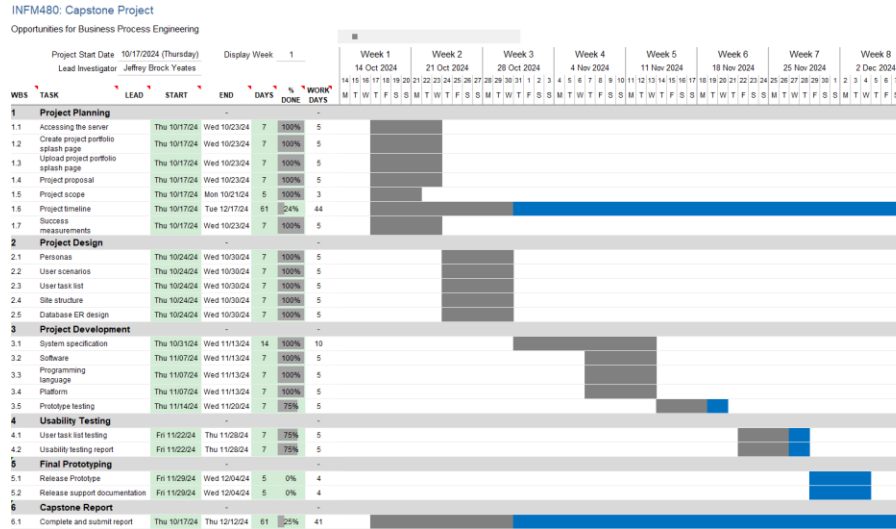 INFM480: Capstone Project
Opportunities for Business Process Engineering
Project Start Date 10/17/2024 (Thursday) Display Week 1
Lead Investigator Jeffrey Brock Yeates
Week 1 Week 2 Week 3 Week 4 Week 5 Week 6 Week 7 Week 8
14 Oct 2024 21 Oct 2024 28 Oct 2024 4 Nov 2024 11 Nov 2024 18 Nov 2024 25 Nov 2024 2 Dec 2024
14 15 16 17 18 19 20 21 22 23 24 25 26 27 28 29 30 31 1 2 3 4 5 6 7 8 9 10 11 12 13 14 15 16 17 18 19 20 21 22 23 24 25 26 27 28 29 30 1 2 3 4 5 6
WBS TASK LEAD START END DAYS % DONE WORK DAYS M T W T F S S M T W T F S S M T W T F S S M T W T F S S M T W T F S S M T W T F S S M T W T F S S M T W T F S
1 Project Planning - -
1.1 Accessing the server Thu 10/17/24 Wed 10/23/24 7 100% 5
1.2 Create project portfolio splash page Thu 10/17/24 Wed 10/23/24 7 100% 5
1.3 Upload project portfolio splash page Thu 10/17/24 Wed 10/23/24 7 100% 5
1.4 Project proposal Thu 10/17/24 Wed 10/23/24 7 100% 5
1.5 Project scope Thu 10/17/24 Mon 10/21/24 5 100% 3
1.6 Project timeline Thu 10/17/24 Tue 12/17/24 61 24% 44
1.7 Success measurements Thu 10/17/24 Wed 10/23/24 7 100% 5
2 Project Design - -
2.1 Personas Thu 10/24/24 Wed 10/30/24 7 100% 5
2.2 User scenarios Thu 10/24/24 Wed 10/30/24 7 100% 5
2.3 User task list Thu 10/24/24 Wed 10/30/24 7 100% 5
2.4 Site structure Thu 10/24/24 Wed 10/30/24 7 100% 5
2.5 Database ER design Thu 10/24/24 Wed 10/30/24 7 100% 5
3 Project Development - -
3.1 System specification Thu 10/31/24 Wed 11/13/24 14 100% 10
3.2 Software Thu 11/07/24 Wed 11/13/24 7 100% 5
3.3 Programming language Thu 11/07/24 Wed 11/13/24 7 100% 5
3.4 Platform Thu 11/07/24 Wed 11/13/24 7 100% 5
3.5 Prototype testing Thu 11/14/24 Wed 11/20/24 7 75% 5
4 Usability Testing - -
4.1 User task list testing Fri 11/22/24 Thu 11/28/24 7 75% 5
4.2 Usability testing report Fri 11/22/24 Thu 11/28/24 7 75% 5
5 Final Prototyping - -
5.1 Release Prototype Fri 11/29/24 Wed 12/04/24 5 0% 4
5.2 Release support documentation Fri 11/29/24 Wed 12/04/24 5 0% 4
6 Capstone Report - -
6.1 Complete and submit report Thu 10/17/24 Thu 12/12/24 61 25% 41